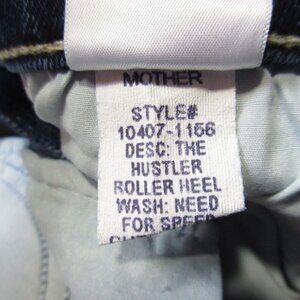 MOTHER
STYLE#
10407-1156
DESC: THE
HUSTLER
ROLLER HEEL
WASH: NEED
FOR SPEED